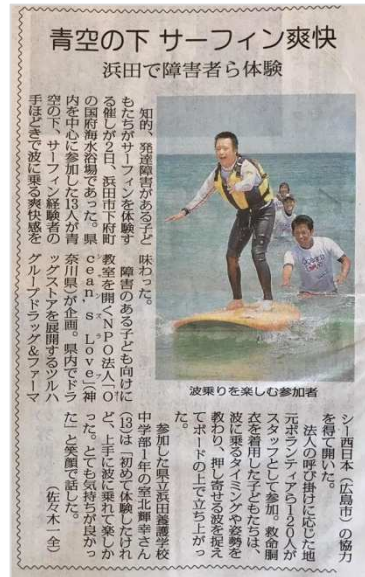 青空の下 サーフィン爽快
浜田で障害者ら体験
知的、発達障害がある子ど
もたちがサーフィンを体験す
る催しが2日、浜田市下府町
の国府海水浴場であった。県
内を中心に参加した13人が青
空の下、サーフィン経験者の
手ほどきで波に乗る爽快感を
味わった。
障害のある子ども向けに
教室を開くNPO法人「O
cean's Love」(神
奈川県)が企画。県内でドラ
ッグストアを展開するツルハ
グループドラッグ&ファーマ
波乗りを楽しむ参加者
シー西日本(広島市)の協力
を得て開いた。
法人の呼び掛けに応じた地
元ボランティアら120人が
スタッフとして参加。救命胴
衣を着用した子どもたちは、
波に乗るタイミングや姿勢を
教わり、押し寄せる波を捉え
てボードの上で立ち上がっ
た。
参加した県立浜田養護学校
中学部1年の室北輝幸さん
(13)は「初めて体験したけれ
ど、上手に波に乗れて楽しか
った。とても気持ちが良かっ
た」と笑顔で話した。
(佐々木一全)